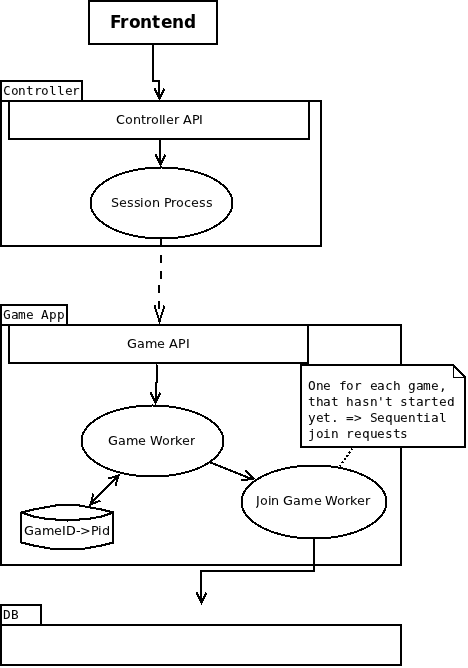 Frontend
Controller
Controller API
Session Process
Game App
Game API
One for each game,
that hasn't started
yet. => Sequential
join requests
Game Worker
Join Game Worker
GameID->Pid
DB